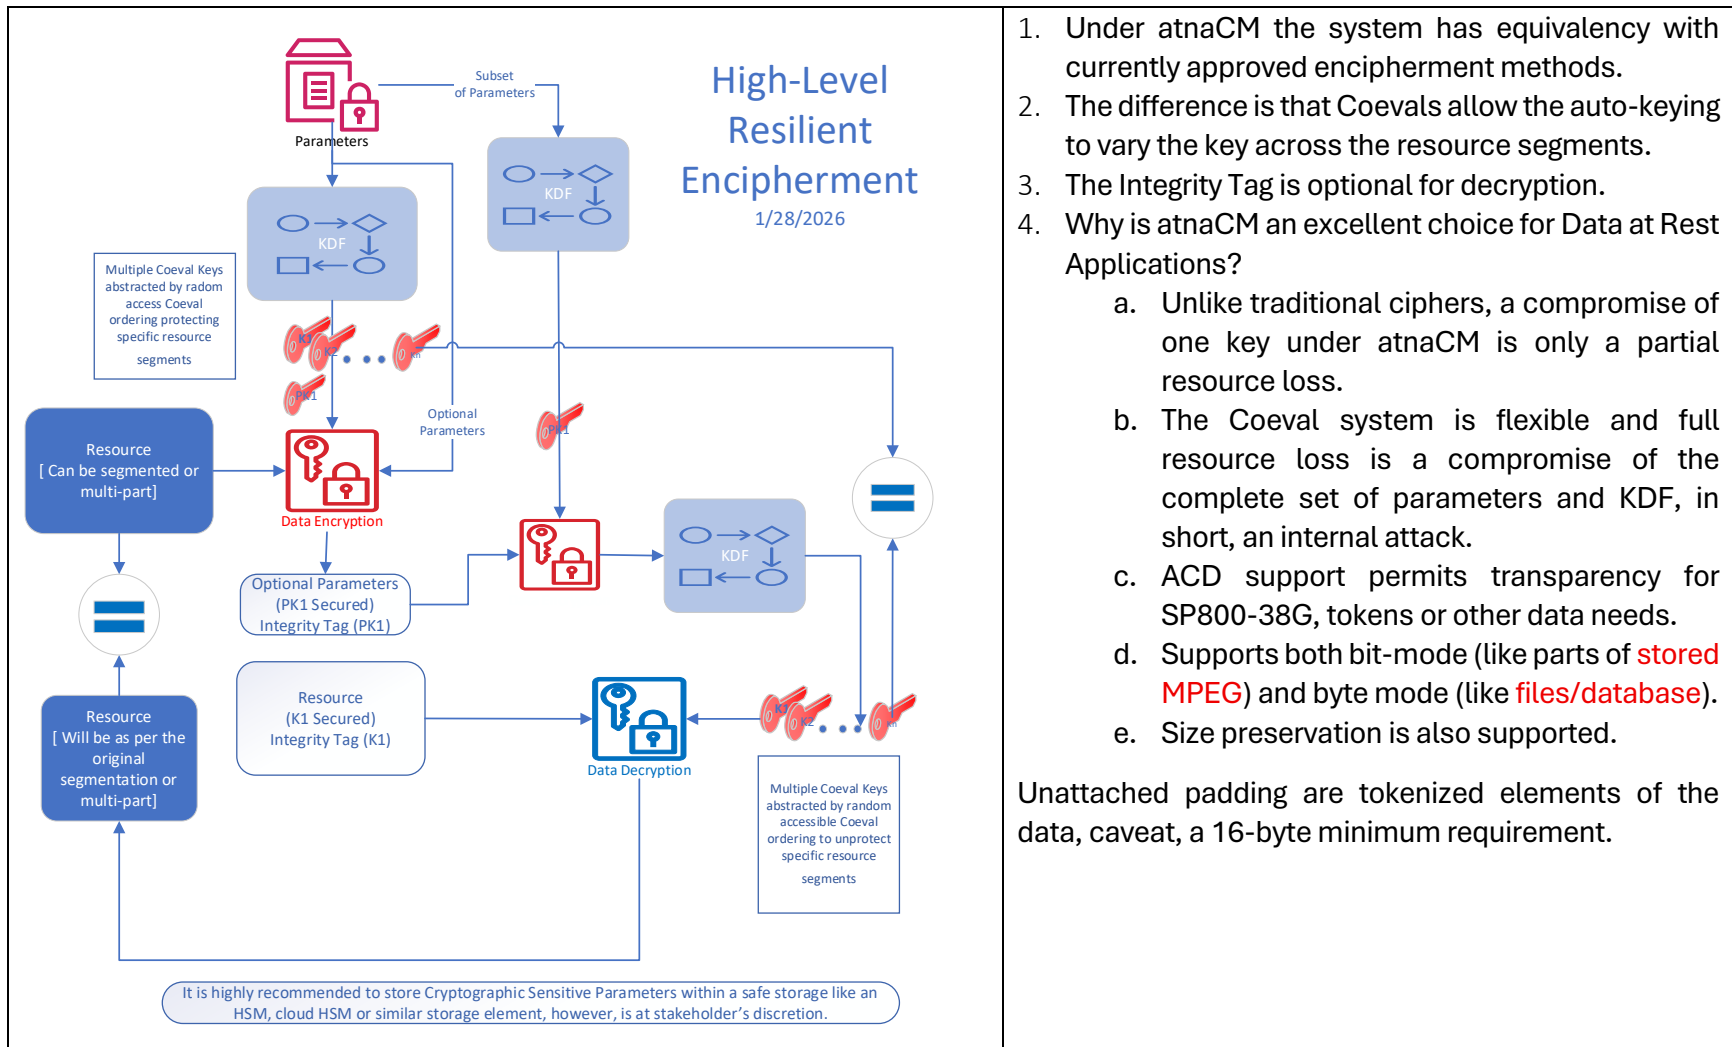 Subset
of Parameters
High-Level
Resilient
Encipherment
1/28/2026
Parameters
KDF
KDF
Multiple Coeval Keys
abstracted by radom
access Coeval
ordering protecting
specific resource
segments
K1
K2
Kn
PK1
Optional
Parameters
PK1
Resource
[ Can be segmented or
multi-part]
Data Encryption
KDF
Optional Parameters
(PK1 Secured)
Integrity Tag (PK1)
Resource
(K1 Secured)
Integrity Tag (K1)
K1
K2
Kn
Resource
[ Will be as per the
original
segmentation or
multi-part]
Data Decryption
Multiple Coeval Keys
abstracted by random
accessible Coeval
ordering to unprotect
specific resource
segments
It is highly recommended to store Cryptographic Sensitive Parameters within a safe storage like an
HSM, cloud HSM or similar storage element, however, is at stakeholder's discretion.
1. Under atnaCM the system has equivalency with
currently approved encipherment methods.
2. The difference is that Coevals allow the auto-keying
to vary the key across the resource segments.
3. The Integrity Tag is optional for decryption.
4. Why is atnaCM an excellent choice for Data at Rest
Applications?
a. Unlike traditional ciphers, a compromise of
one key under atnaCM is only a partial
resource loss.
b. The Coeval system is flexible and full
resource loss is a compromise of the
complete set of parameters and KDF, in
short, an internal attack.
c. ACD support permits transparency for
SP800-38G, tokens or other data needs.
d. Supports both bit-mode (like parts of stored
MPEG) and byte mode (like files/database).
e. Size preservation is also supported.
Unattached padding are tokenized elements of the
data, caveat, a 16-byte minimum requirement.